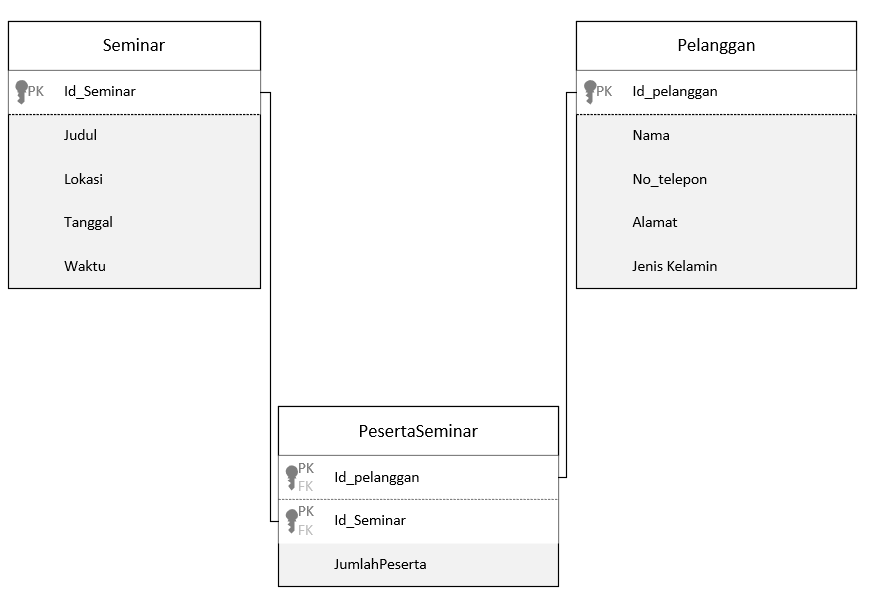 Seminar
PK Id_Seminar
Judul
Lokasi
Tanggal
Waktu
Pelanggan
PK Id_pelanggan
Nama
No_telepon
Alamat
Jenis Kelamin
PesertaSeminar
PK
FK
Id_pelanggan
PK
FK
Id_Seminar
JumlahPeserta